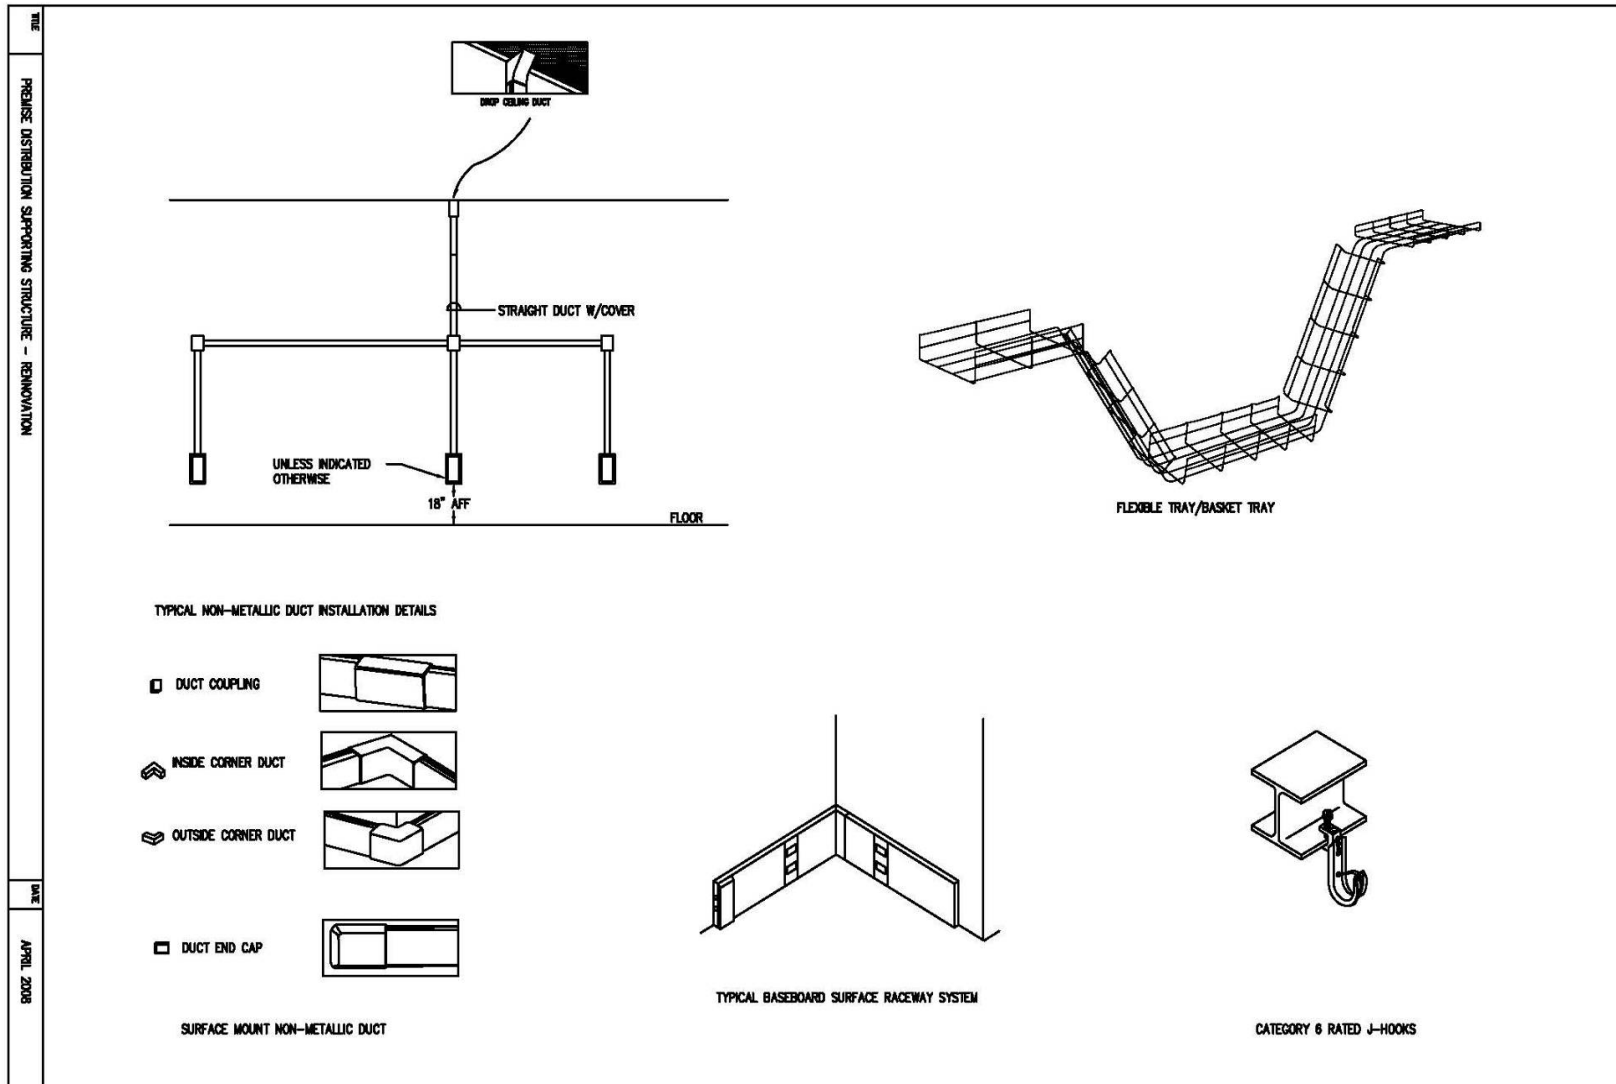 TITLE
PREMISE DISTRIBUTION SUPPORTING STRUCTURE - RENNOVATION
DATE
APRIL 2008
DROP CEILING DUCT
STRAIGHT DUCT W/COVER
UNLESS INDICATED
OTHERWISE
18" AFF
FLOOR
TYPICAL NON-METALLIC DUCT INSTALLATION DETAILS
FLEXIBLE TRAY/BASKET TRAY
DUCT COUPLING
INSIDE CORNER DUCT
OUTSIDE CORNER DUCT
DUCT END CAP
SURFACE MOUNT NON-METALLIC DUCT
TYPICAL BASEBOARD SURFACE RACEWAY SYSTEM
CATEGORY 6 RATED J-HOOKS